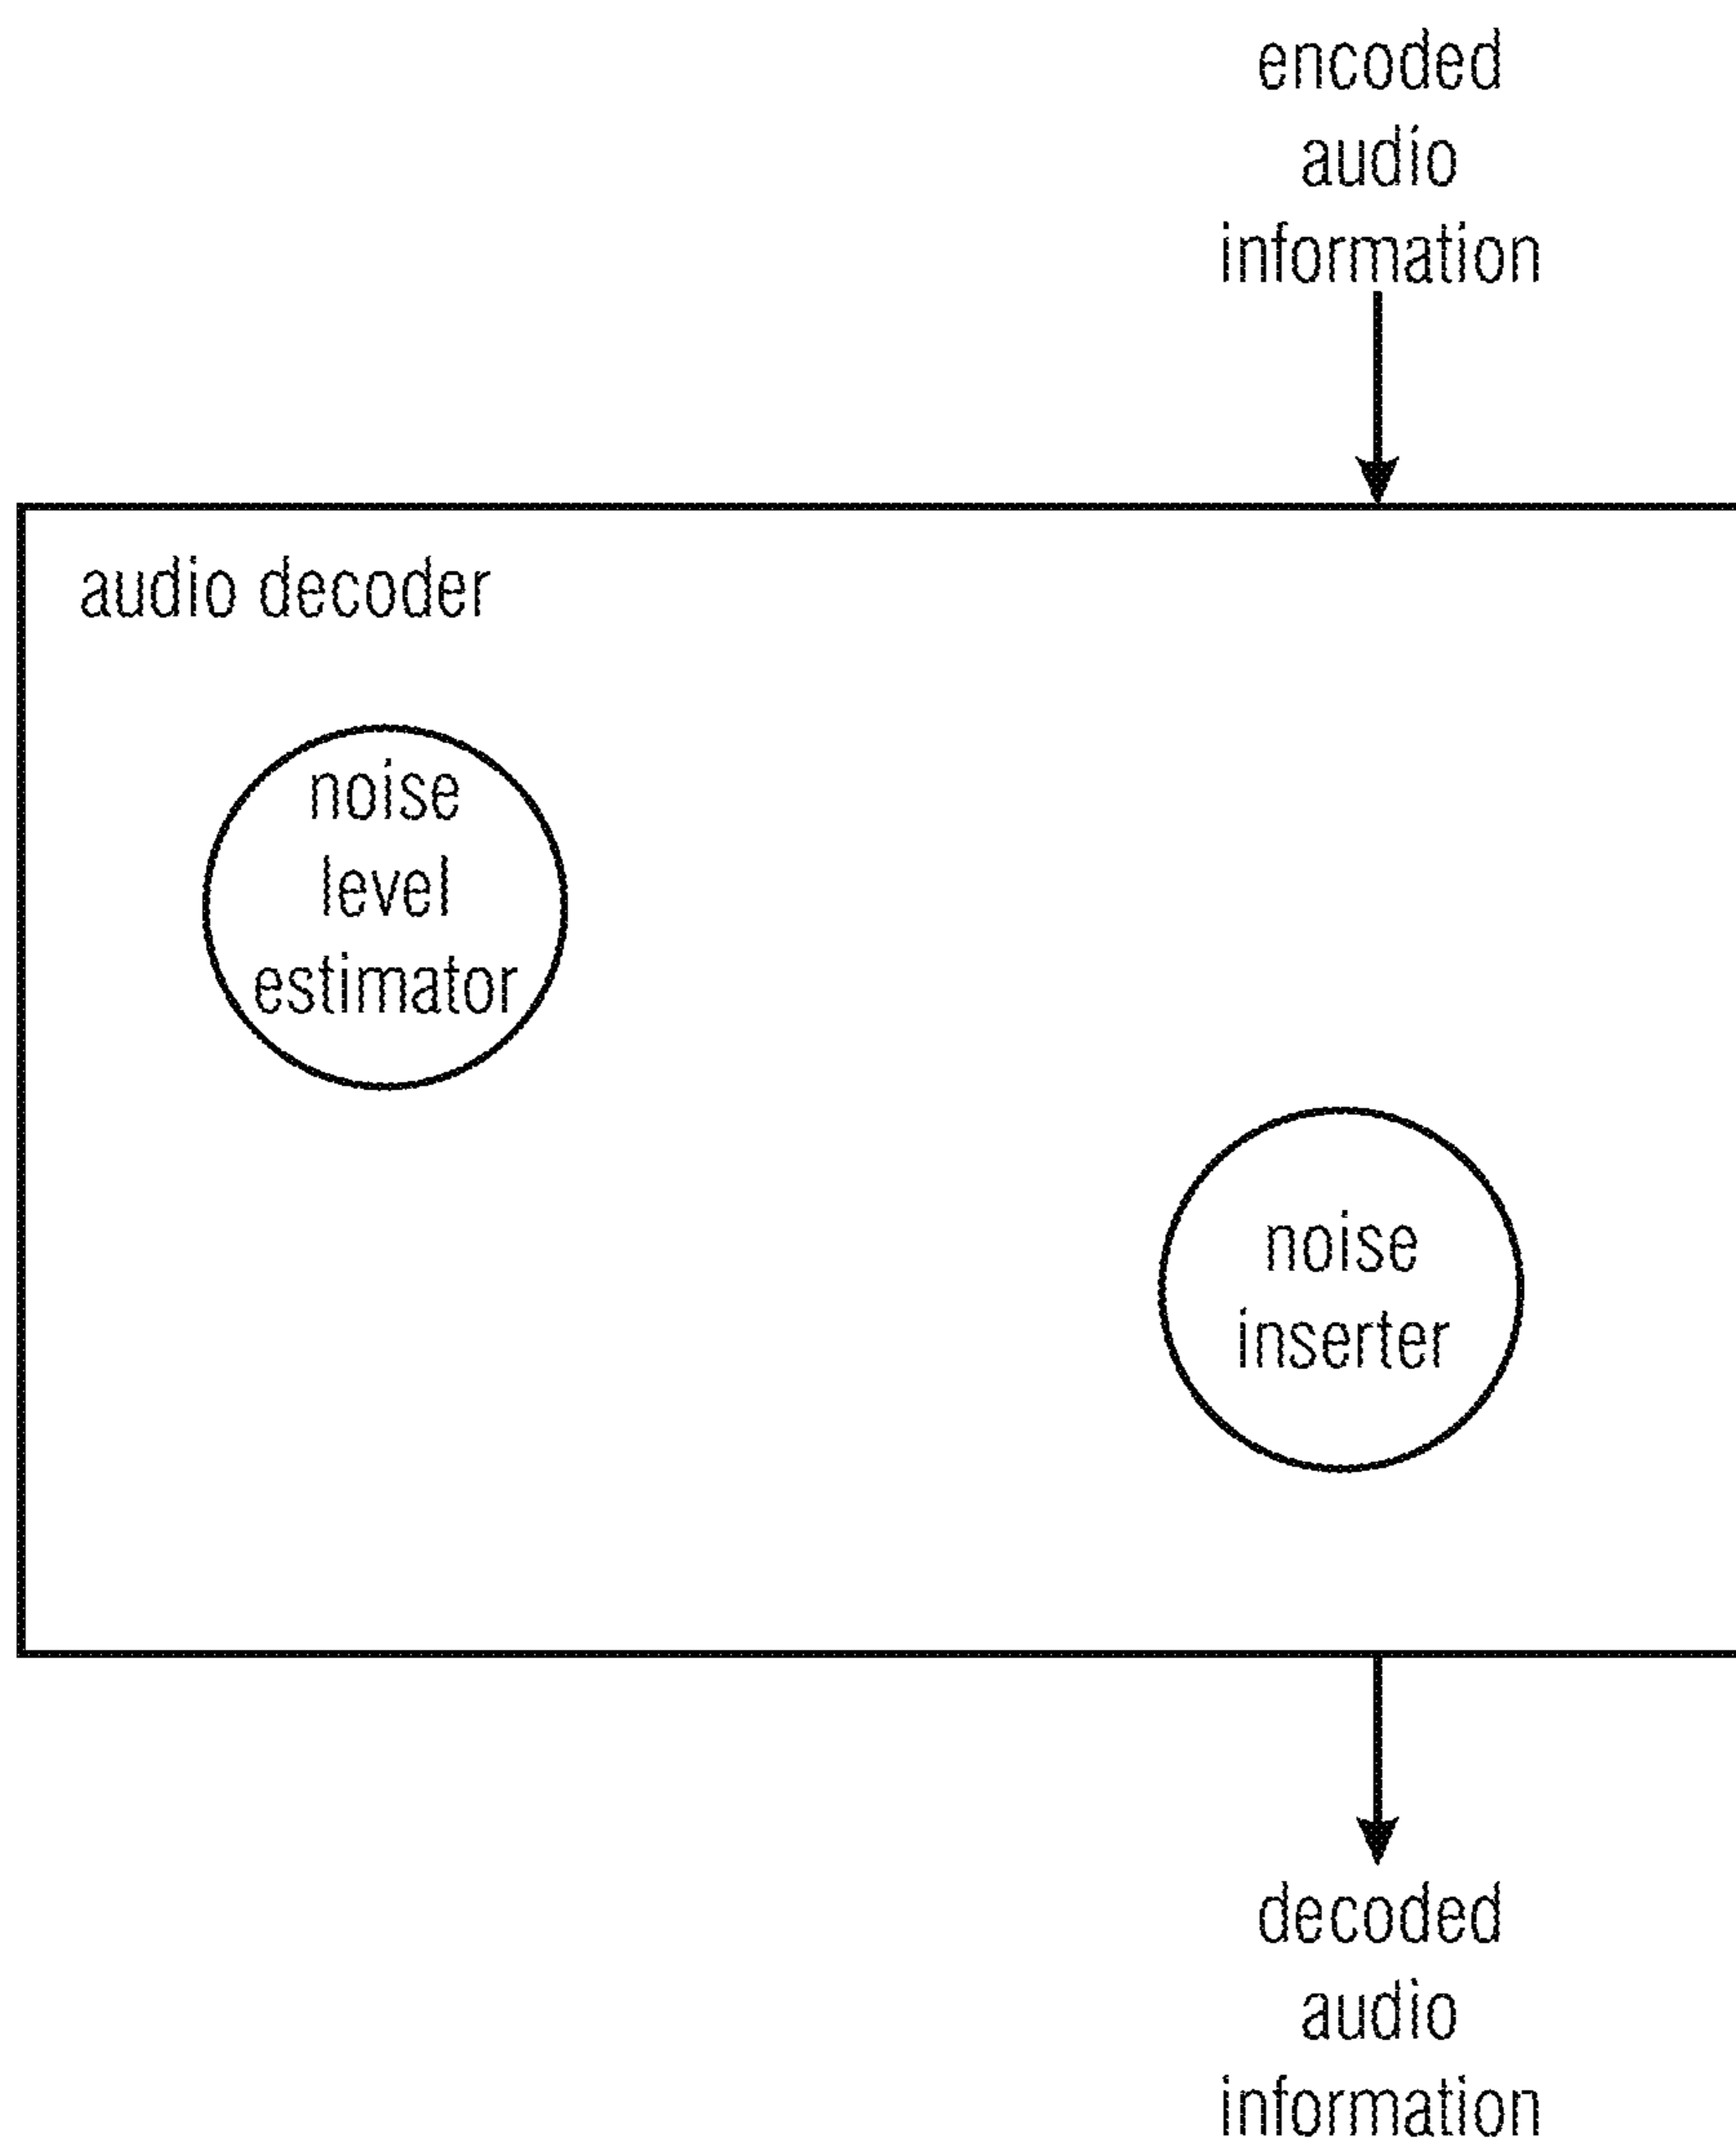 encoded
audio
information
audio decoder
noise
level
estimator
noise
inserter
decoded
audio
information